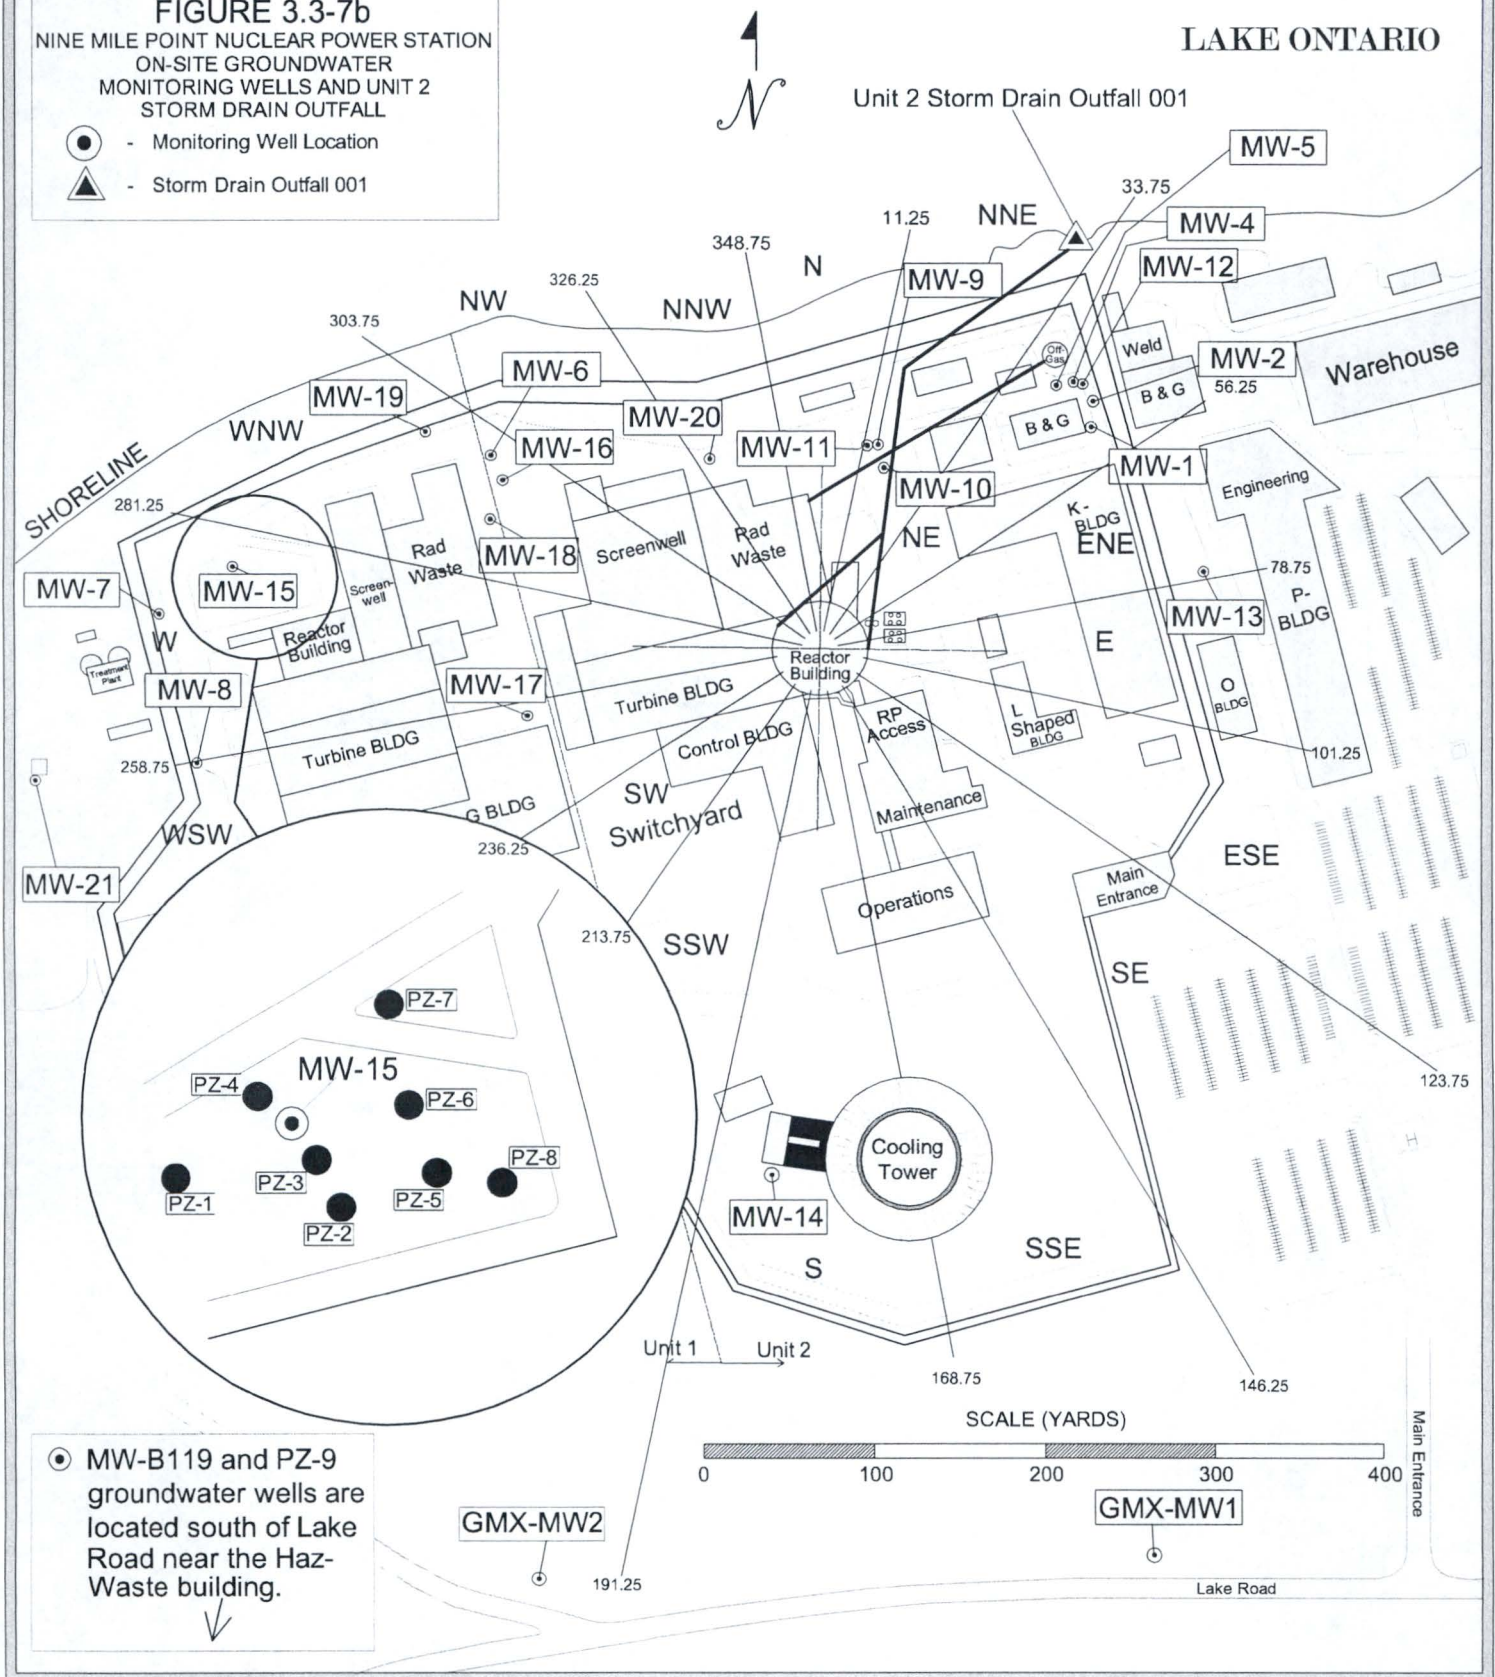 FIGURE 3.3-7b
NINE MILE POINT NUCLEAR POWER STATION
ON-SITE GROUNDWATER
MONITORING WELLS AND UNIT 2
STORM DRAIN OUTFALL
- Monitoring Well Location
- Storm Drain Outfall 001
N
LAKE ONTARIO
Unit 2 Storm Drain Outfall 001
MW-5
33.75
MW-4
11.25
NNE
348.75
MW-12
N
MW-9
326.25
NW
NNW
303.75
Off-
Gas
Weld
MW-2
Warehouse
56.25
B & G
MW-6
MW-19
MW-20
B & G
WNW
MW-16
MW-11
MW-1
SHORELINE
MW-10
Engineering
281.25
K-
BLDG
NE
ENE
Rad
Waste
MW-18
Screenwell
Rad
Waste
78.75
MW-7
MW-15
Screen-
well
MW-13
P-
BLDG
W
Reactor
Building
E
Treatment
Plant
Reactor
Building
MW-8
MW-17
Turbine BLDG
O
BLDG
L
Shaped
BLDG
RP
Access
Turbine BLDG
Control BLDG
101.25
258.75
SW
Switchyard
Maintenance
G BLDG
WSW
236.25
ESE
MW-21
Main
Entrance
Operations
213.75
SSW
SE
PZ-7
MW-15
PZ-4
PZ-6
123.75
H
Cooling
Tower
PZ-8
PZ-3
PZ-5
PZ-1
PZ-2
MW-14
SSE
S
Unit 1
Unit 2
168.75
146.25
SCALE (YARDS)
0 100 200 300 400
Main Entrance
MW-B119 and PZ-9
groundwater wells are
located south of Lake
Road near the Haz-
Waste building.
GMX-MW2
GMX-MW1
191.25
Lake Road